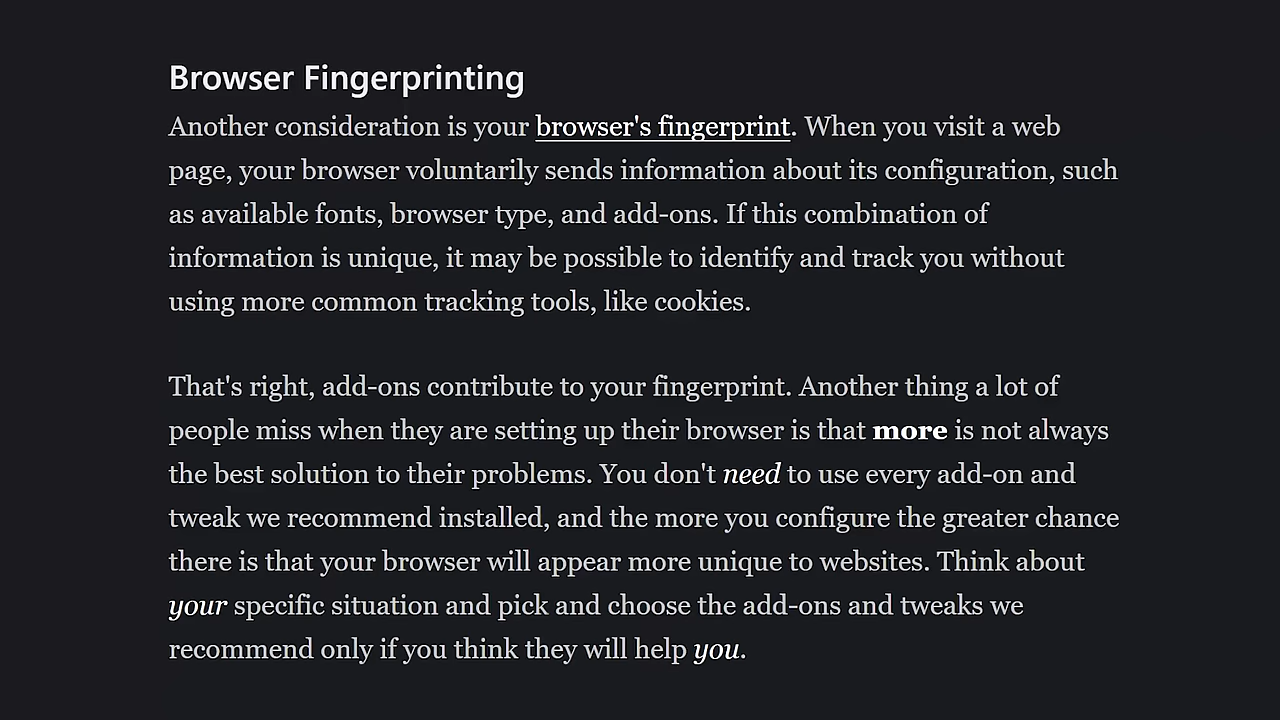 Browser Fingerprinting
Another consideration is your browser's fingerprint. When you visit a web
page, your browser voluntarily sends information about its configuration, such
as available fonts, browser type, and add-ons. If this combination of
information is unique, it may be possible to identify and track you without
using more common tracking tools, like cookies.
That's right, add-ons contribute to your fingerprint. Another thing a lot of
people miss when they are setting up their browser is that more is not always
the best solution to their problems. You don't need to use every add-on and
tweak we recommend installed, and the more you configure the greater chance
there is that your browser will appear more unique to websites. Think about
your specific situation and pick and choose the add-ons and tweaks we
recommend only if you think they will help you.